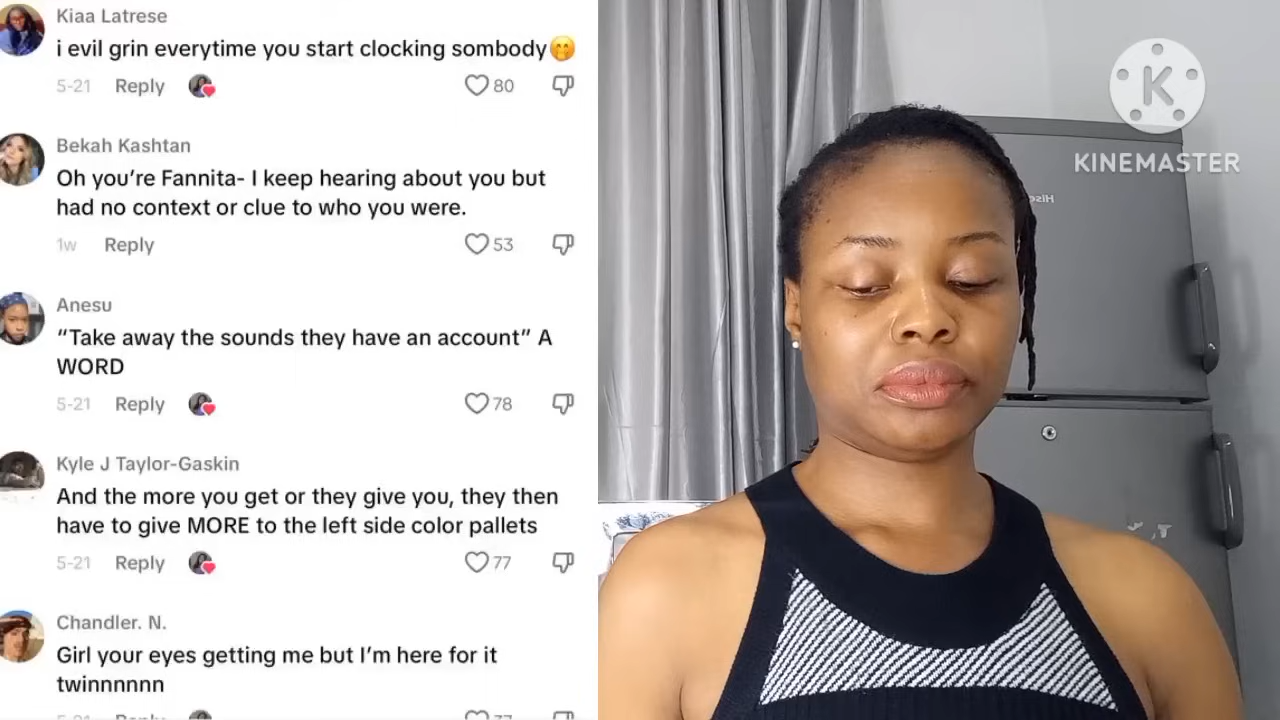 Kiaa Latrese
i evil grin everytime you start clocking sombody🤭
5-21 Reply 80
Bekah Kashtan
Oh you’re Fannita- I keep hearing about you but
had no context or clue to who you were.
1w Reply 53
Anesu
“Take away the sounds they have an account” A
WORD
5-21 Reply 78
Kyle J Taylor-Gaskin
And the more you get or they give you, they then
have to give MORE to the left side color pallets
5-21 Reply 77
Chandler. N.
Girl your eyes getting me but I’m here for it
twinnnnnn
K
KINEMASTER